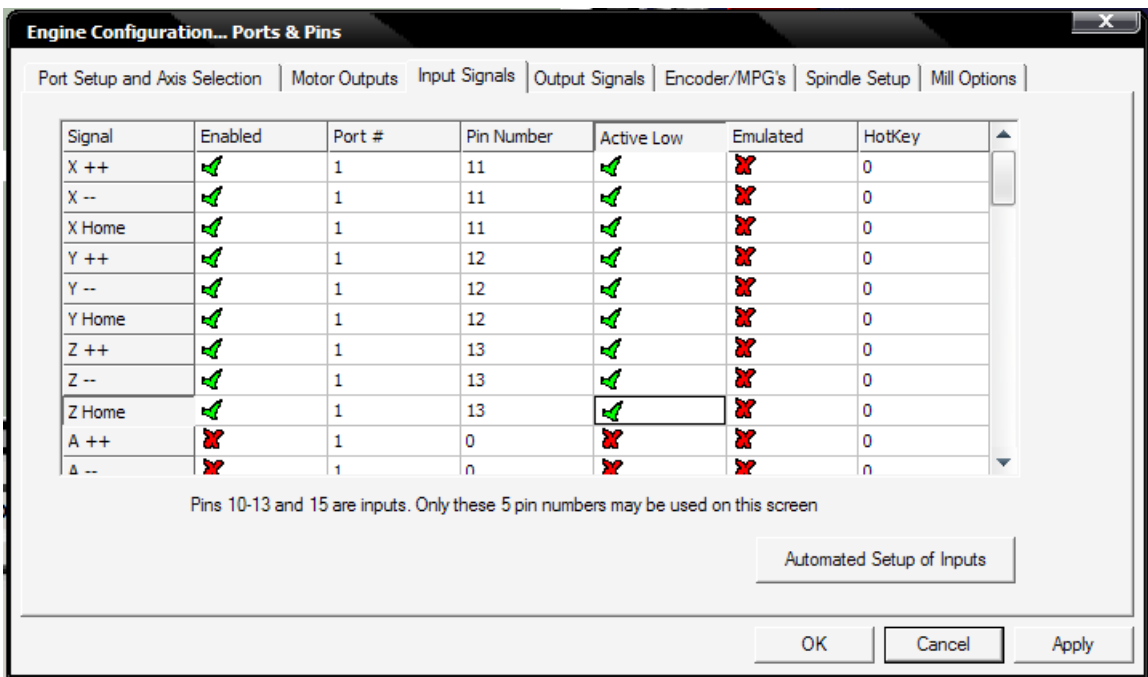 Engine Configuration... Ports & Pins
X
Port Setup and Axis Selection Motor Outputs Input Signals Output Signals Encoder/MPG's Spindle Setup Mill Options
Signal Enabled Port # Pin Number Active Low Emulated HotKey
X ++ 1 11 0
X -- 1 11 0
X Home 1 11 0
Y ++ 1 12 0
Y -- 1 12 0
Y Home 1 12 0
Z ++ 1 13 0
Z -- 1 13 0
Z Home 1 13 0
A ++ 1 0 0
A -- 1 0 0
Pins 10-13 and 15 are inputs. Only these 5 pin numbers may be used on this screen
Automated Setup of Inputs
OK Cancel Apply